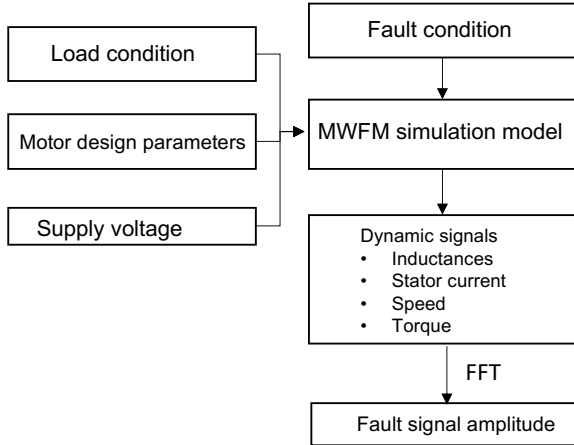 Load condition
Motor design parameters
Supply voltage
Fault condition
MWFM simulation model
Dynamic signals
• Inductances
• Stator current
• Speed
• Torque
FFT
Fault signal amplitude